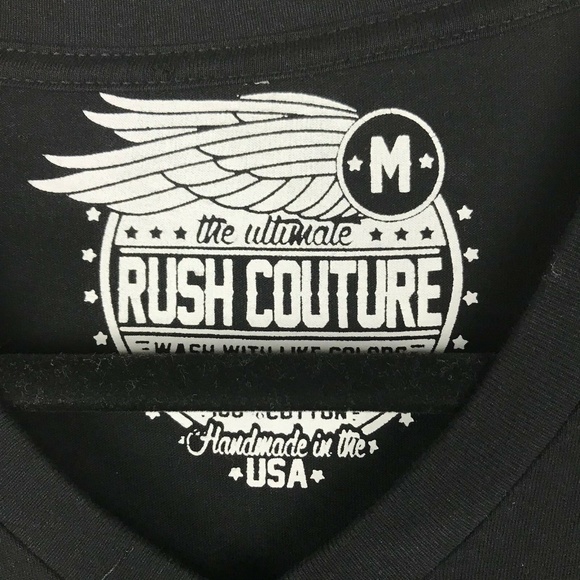 M
the ultimate
RUSH COUTURE
WASH WITH LIKE COLORS
COTTON
Handmade in the
USA